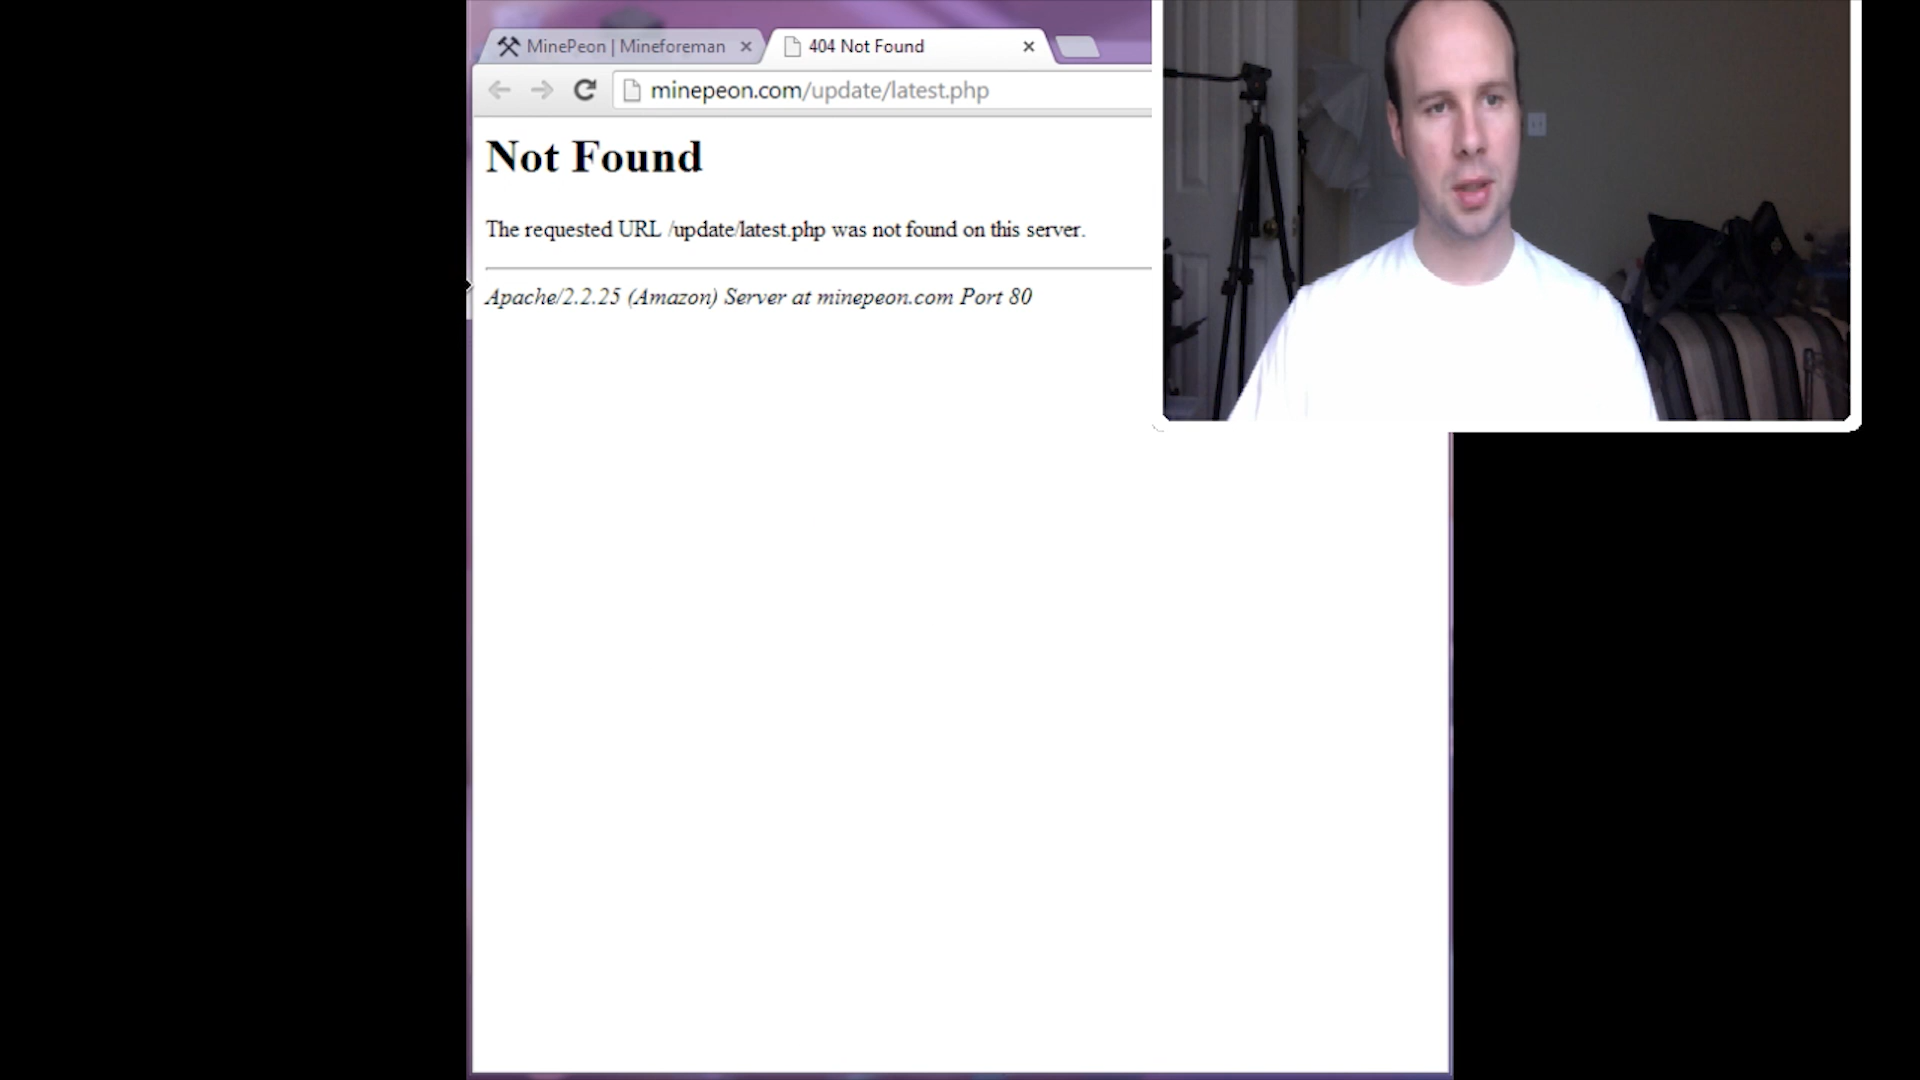 MinePeon | Mineforeman
404 Not Found
minepeon.com/update/latest.php
Not Found
The requested URL /update/latest.php was not found on this server.
Apache/2.2.25 (Amazon) Server at minepeon.com Port 80